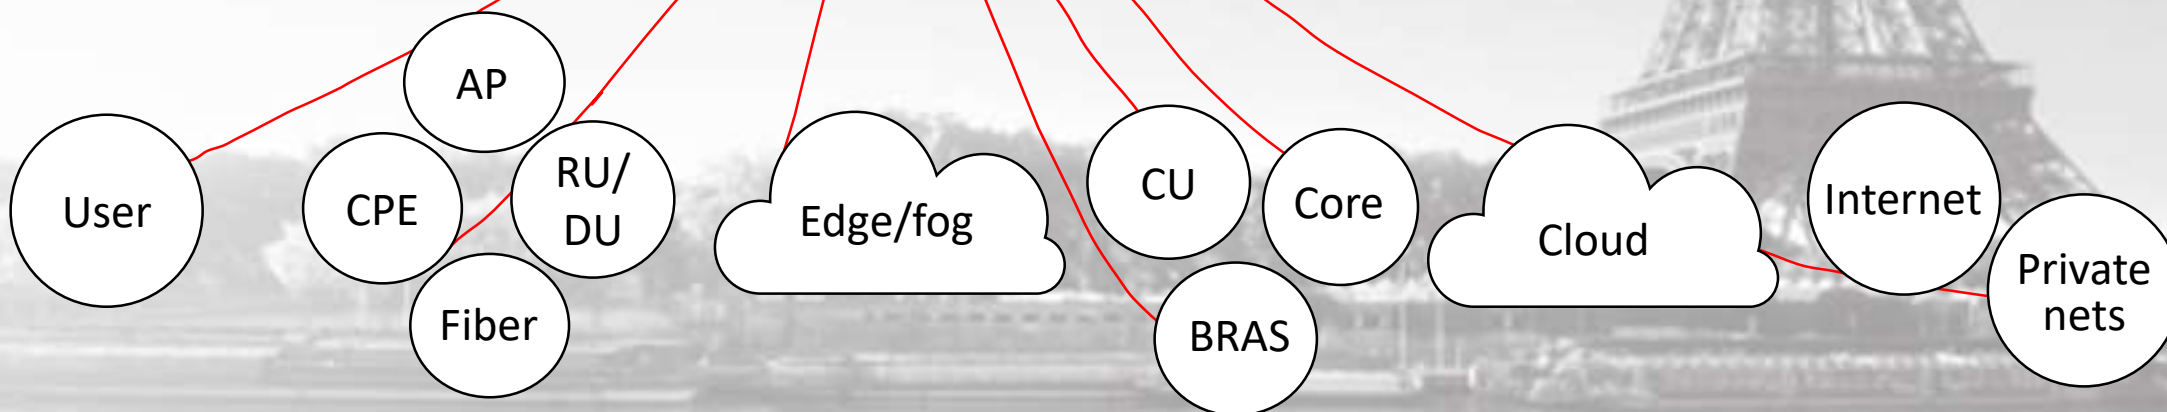 User
AP
CPE
RU/
DU
Fiber
Edge/fog
CU
Core
BRAS
Cloud
Internet
Private
nets